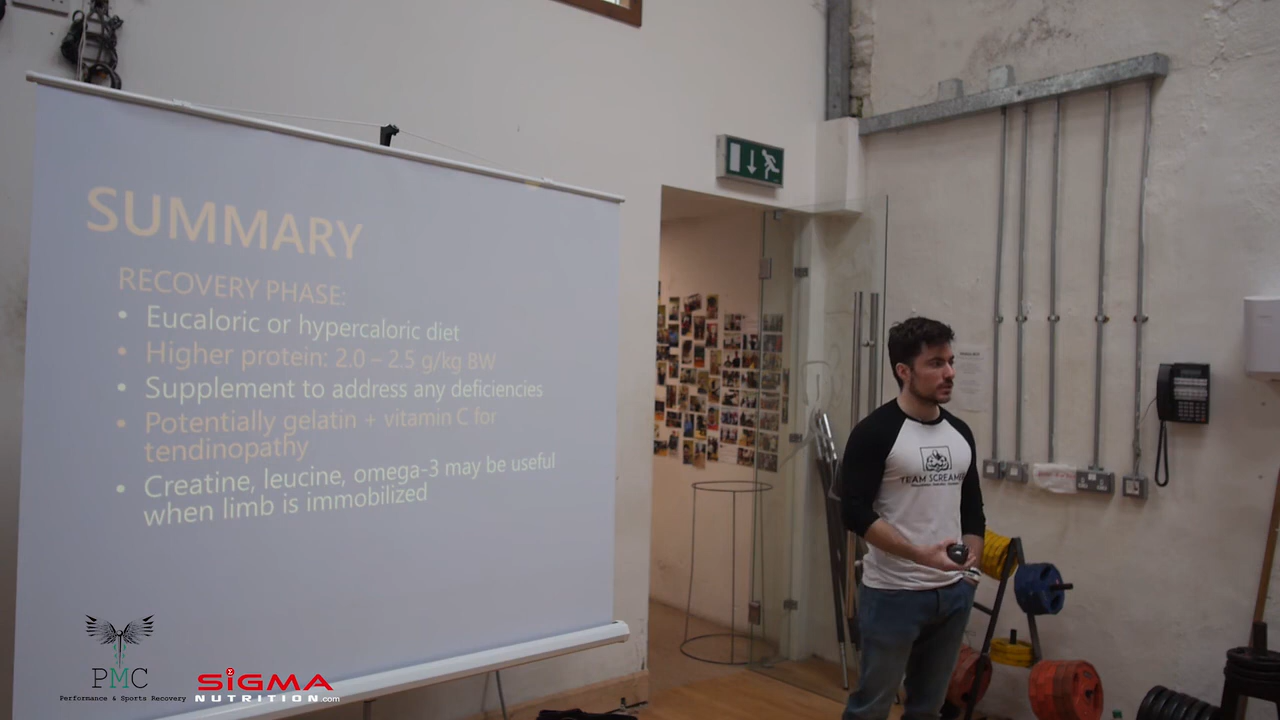 SUMMARY
RECOVERY PHASE:
• Eucaloric or hypercaloric diet
• Higher protein: 2.0 – 2.5 g/kg BW
• Supplement to address any deficiencies
• Potentially gelatin + vitamin C for
tendinopathy
• Creatine, leucine, omega-3 may be useful
when limb is immobilized
TEAM SCREAMIN
PMC
Performance & Sports Recovery
SIGMA
NUTRITION.com